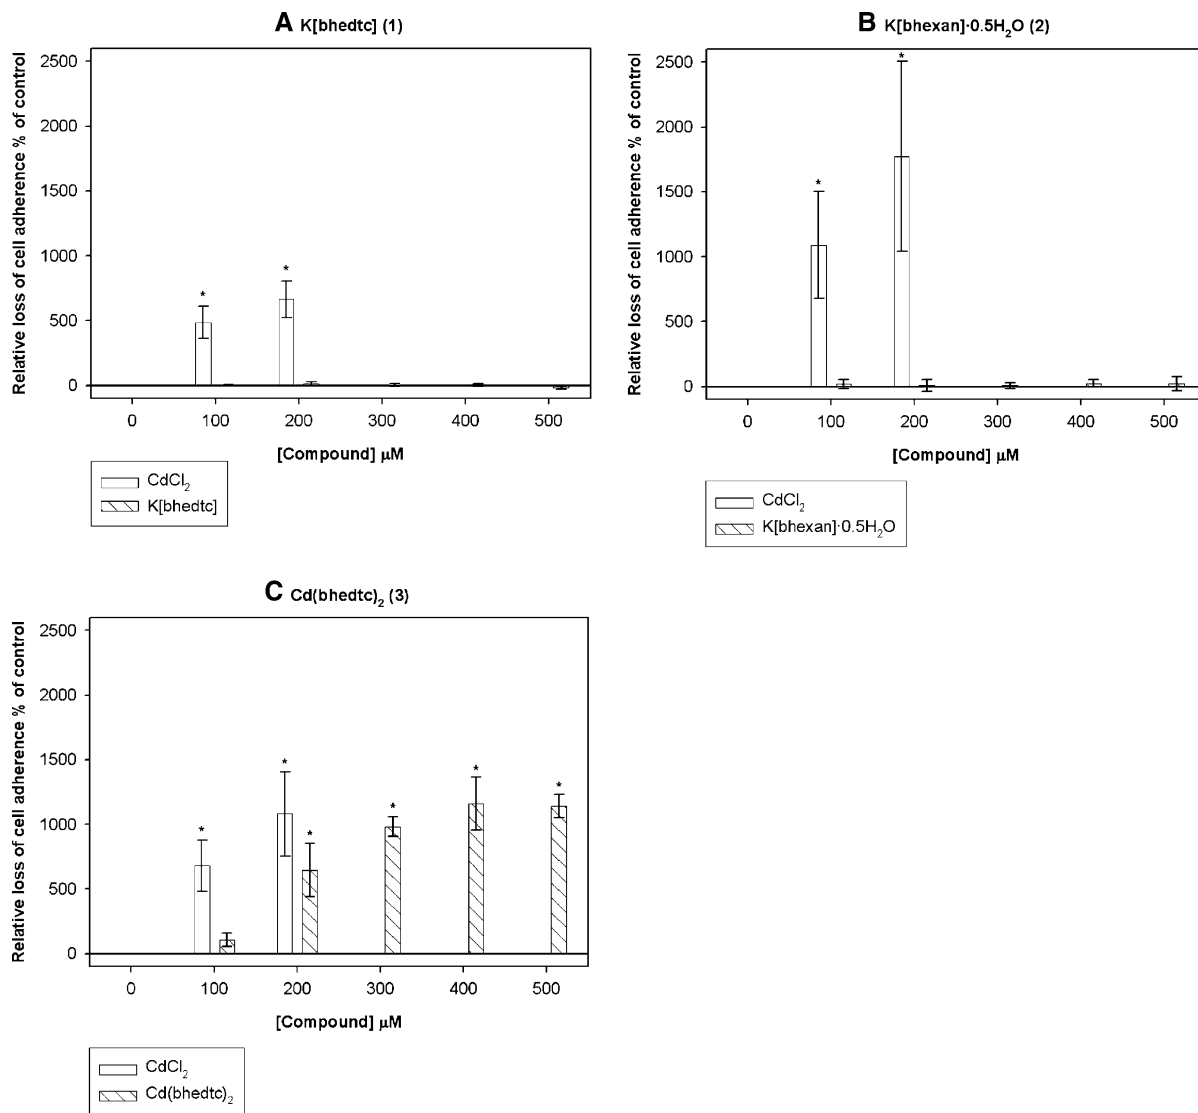 A K[bhedtc] (1)
Relative loss of cell adherence % of control
2500
2000
1500
1000
500
0
*
*
0 100 200 300 400 500
[Compound] µM
CdCl₂
K[bhedtc]
B K[bhexan]·0.5H₂O (2)
Relative loss of cell adherence % of control
2500
2000
1500
1000
500
0
*
*
0 100 200 300 400 500
[Compound] µM
CdCl₂
K[bhexan]·0.5H₂O
C Cd(bhedtc)₂ (3)
Relative loss of cell adherence % of control
2500
2000
1500
1000
500
0
*
*
*
*
*
*
0 100 200 300 400 500
[Compound] µM
CdCl₂
Cd(bhedtc)₂